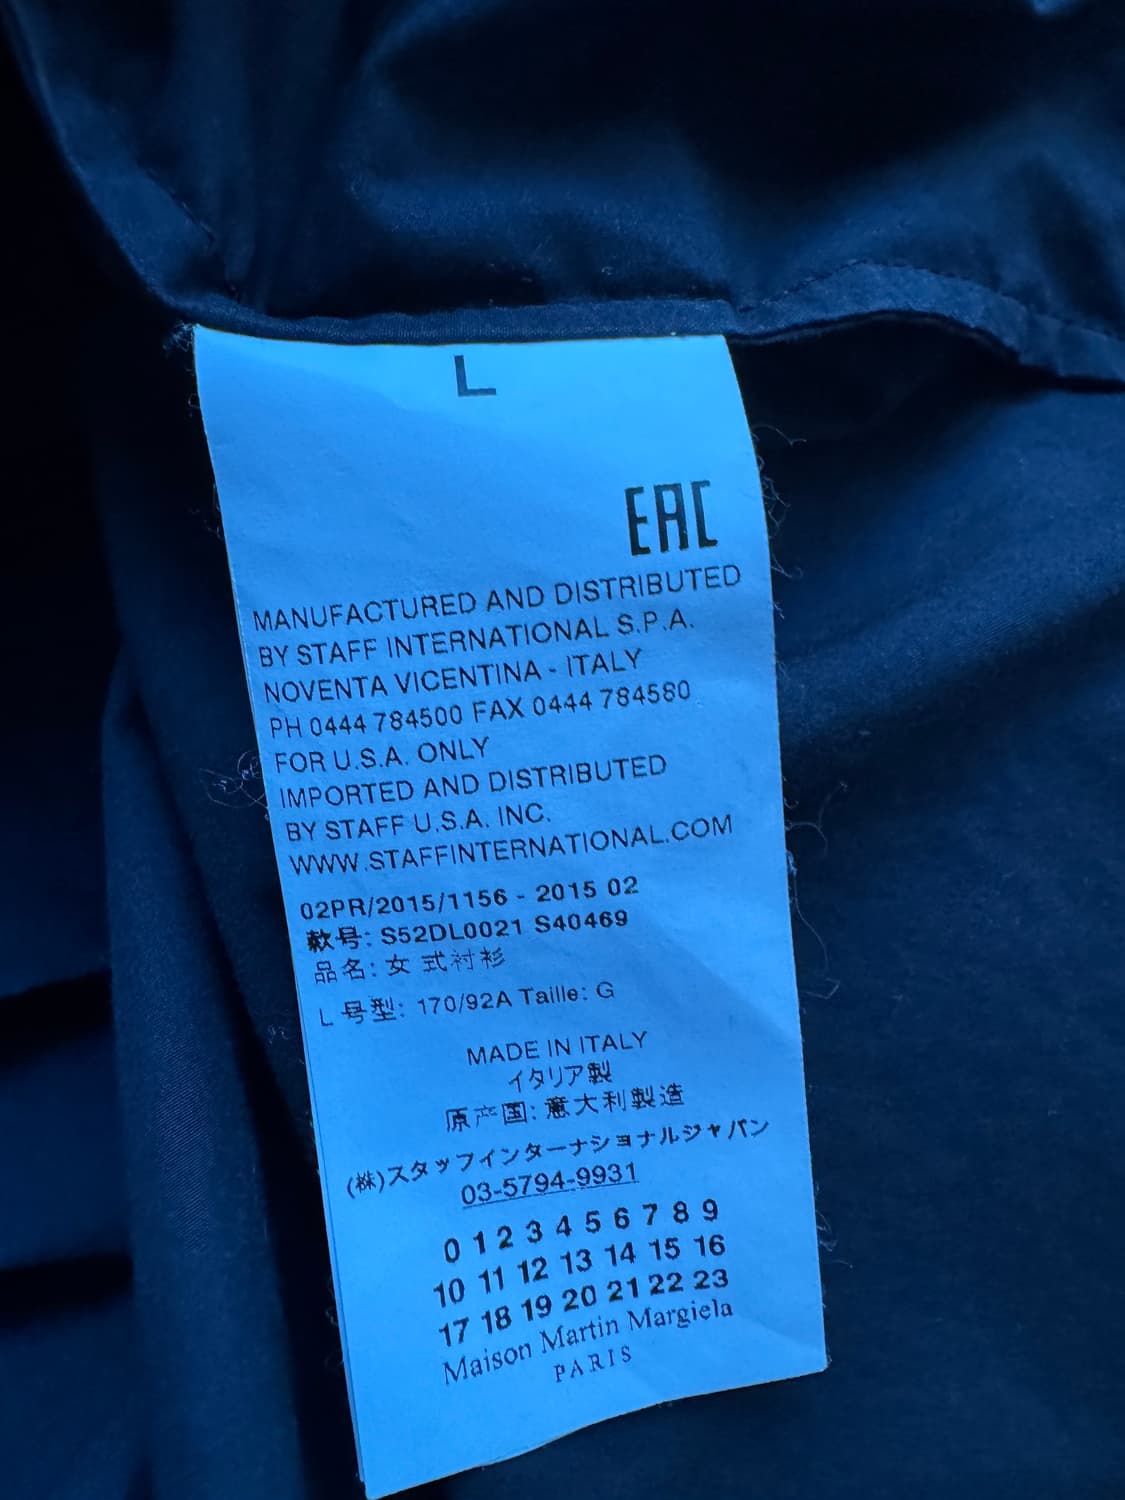 L
EAC
MANUFACTURED AND DISTRIBUTED
BY STAFF INTERNATIONAL S.P.A.
NOVENTA VICENTINA - ITALY
PH 0444 784500 FAX 0444 784580
FOR U.S.A. ONLY
IMPORTED AND DISTRIBUTED
BY STAFF U.S.A. INC.
WWW.STAFFINTERNATIONAL.COM
02PR/2015/1156 - 2015 02
款号: S52DL0021 S40469
品名: 女式衬衫
L 号型: 170/92A Taille: G
MADE IN ITALY
イタリア製
原产国: 意大利製造
(株)スタッフインターナショナルジャパン
03-5794-9931
0 1 2 3 4 5 6 7 8 9
10 11 12 13 14 15 16
17 18 19 20 21 22 23
Maison Martin Margiela
PARIS